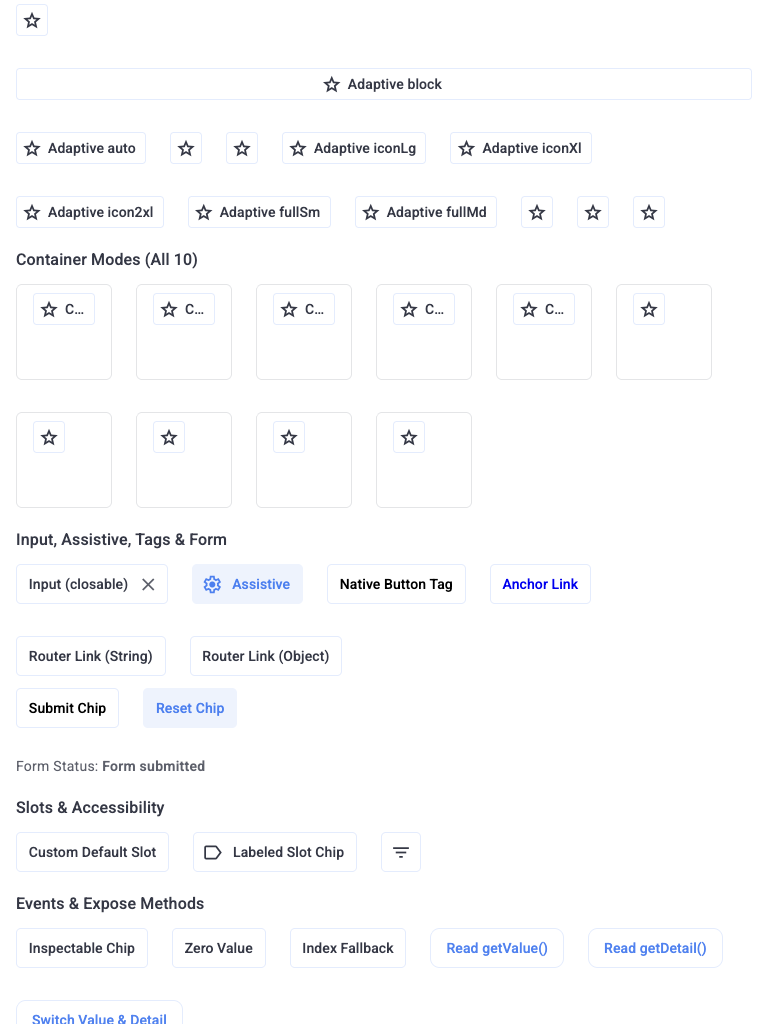 Adaptive block
Adaptive auto Adaptive iconLg Adaptive iconXl
Adaptive icon2xl Adaptive fullSm Adaptive fullMd
Container Modes (All 10)
C... C... C... C... C...
Input, Assistive, Tags & Form
Input (closable) Assistive Native Button Tag Anchor Link
Router Link (String) Router Link (Object)
Submit Chip Reset Chip
Form Status: Form submitted
Slots & Accessibility
Custom Default Slot Labeled Slot Chip
Events & Expose Methods
Inspectable Chip Zero Value Index Fallback Read getValue() Read getDetail()
Switch Value & Detail